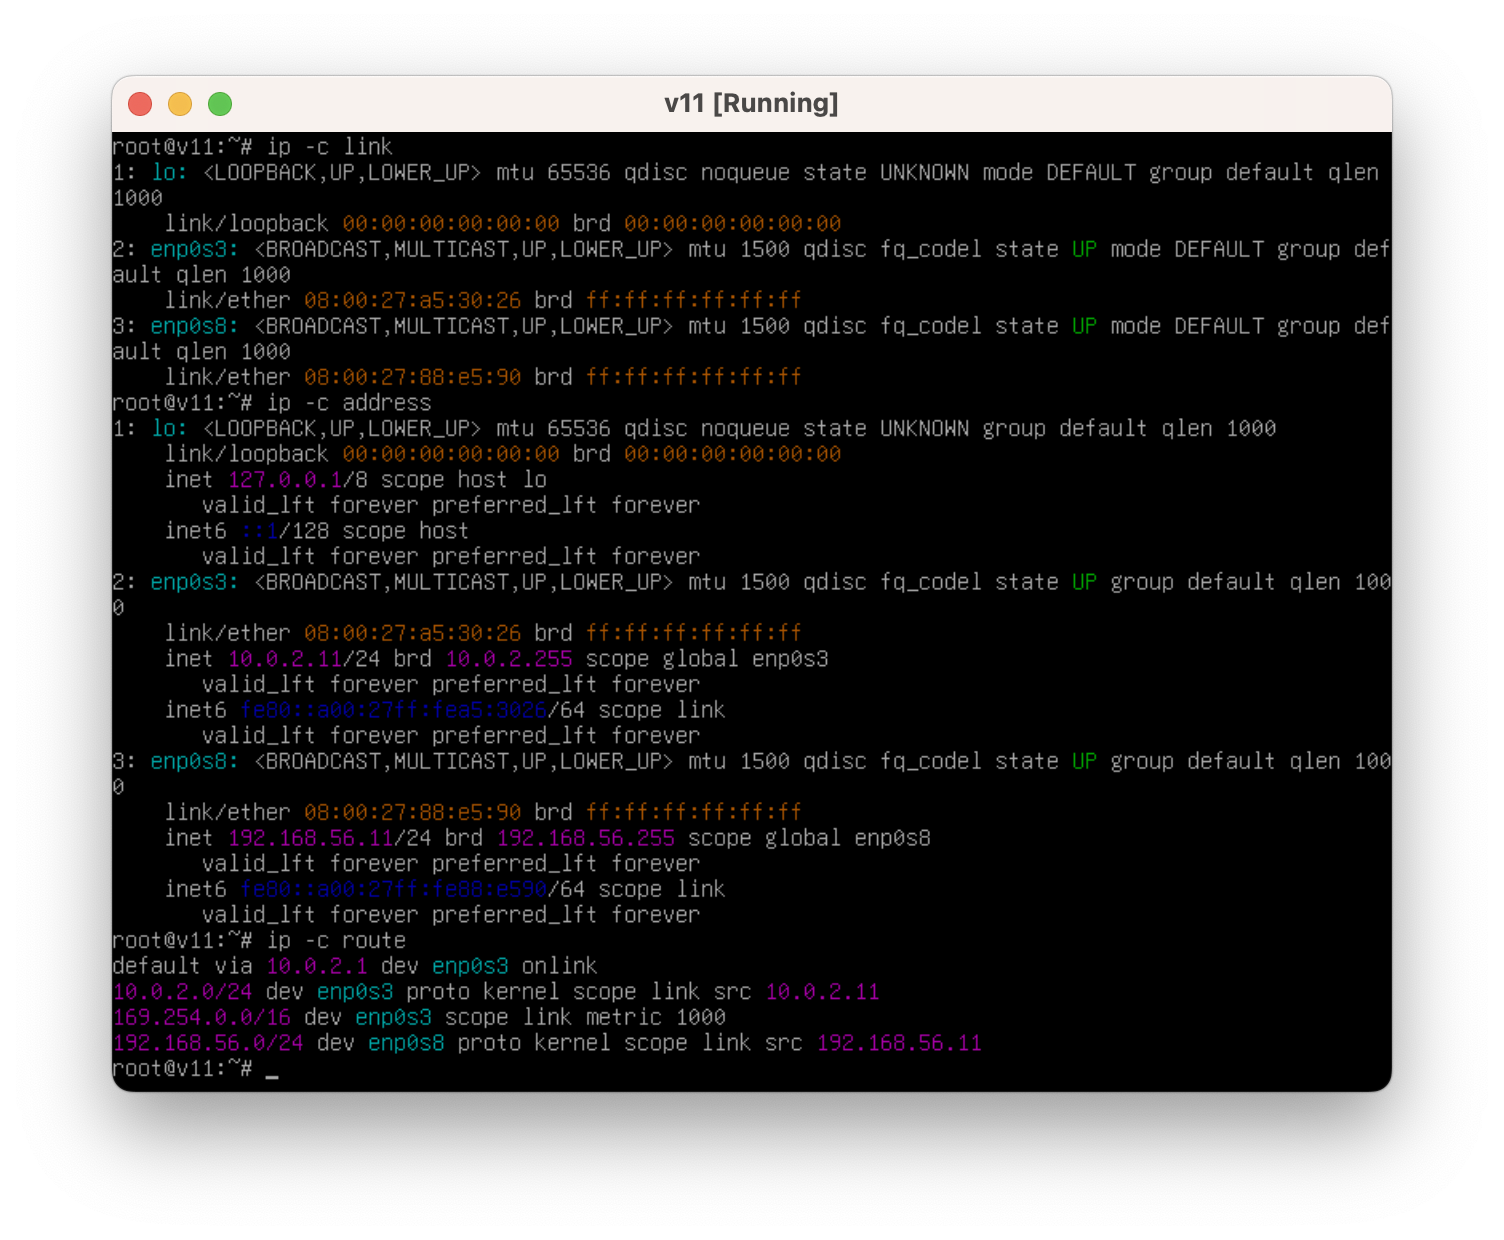 v11 [Running]
root@v11:~# ip -c link
1: lo: <LOOPBACK,UP,LOWER_UP> mtu 65536 qdisc noqueue state UNKNOWN mode DEFAULT group default qlen
1000
    link/loopback 00:00:00:00:00:00 brd 00:00:00:00:00:00
2: enp0s3: <BROADCAST,MULTICAST,UP,LOWER_UP> mtu 1500 qdisc fq_codel state UP mode DEFAULT group def
ault qlen 1000
    link/ether 08:00:27:a5:30:26 brd ff:ff:ff:ff:ff:ff
3: enp0s8: <BROADCAST,MULTICAST,UP,LOWER_UP> mtu 1500 qdisc fq_codel state UP mode DEFAULT group def
ault qlen 1000
    link/ether 08:00:27:88:e5:90 brd ff:ff:ff:ff:ff:ff
root@v11:~# ip -c address
1: lo: <LOOPBACK,UP,LOWER_UP> mtu 65536 qdisc noqueue state UNKNOWN group default qlen 1000
    link/loopback 00:00:00:00:00:00 brd 00:00:00:00:00:00
    inet 127.0.0.1/8 scope host lo
       valid_lft forever preferred_lft forever
    inet6 ::1/128 scope host
       valid_lft forever preferred_lft forever
2: enp0s3: <BROADCAST,MULTICAST,UP,LOWER_UP> mtu 1500 qdisc fq_codel state UP group default qlen 100
0
    link/ether 08:00:27:a5:30:26 brd ff:ff:ff:ff:ff:ff
    inet 10.0.2.11/24 brd 10.0.2.255 scope global enp0s3
       valid_lft forever preferred_lft forever
    inet6 fe80::a00:27ff:fea5:3026/64 scope link
       valid_lft forever preferred_lft forever
3: enp0s8: <BROADCAST,MULTICAST,UP,LOWER_UP> mtu 1500 qdisc fq_codel state UP group default qlen 100
0
    link/ether 08:00:27:88:e5:90 brd ff:ff:ff:ff:ff:ff
    inet 192.168.56.11/24 brd 192.168.56.255 scope global enp0s8
       valid_lft forever preferred_lft forever
    inet6 fe80::a00:27ff:fe88:e590/64 scope link
       valid_lft forever preferred_lft forever
root@v11:~# ip -c route
default via 10.0.2.1 dev enp0s3 onlink
10.0.2.0/24 dev enp0s3 proto kernel scope link src 10.0.2.11
169.254.0.0/16 dev enp0s3 scope link metric 1000
192.168.56.0/24 dev enp0s8 proto kernel scope link src 192.168.56.11
root@v11:~# _